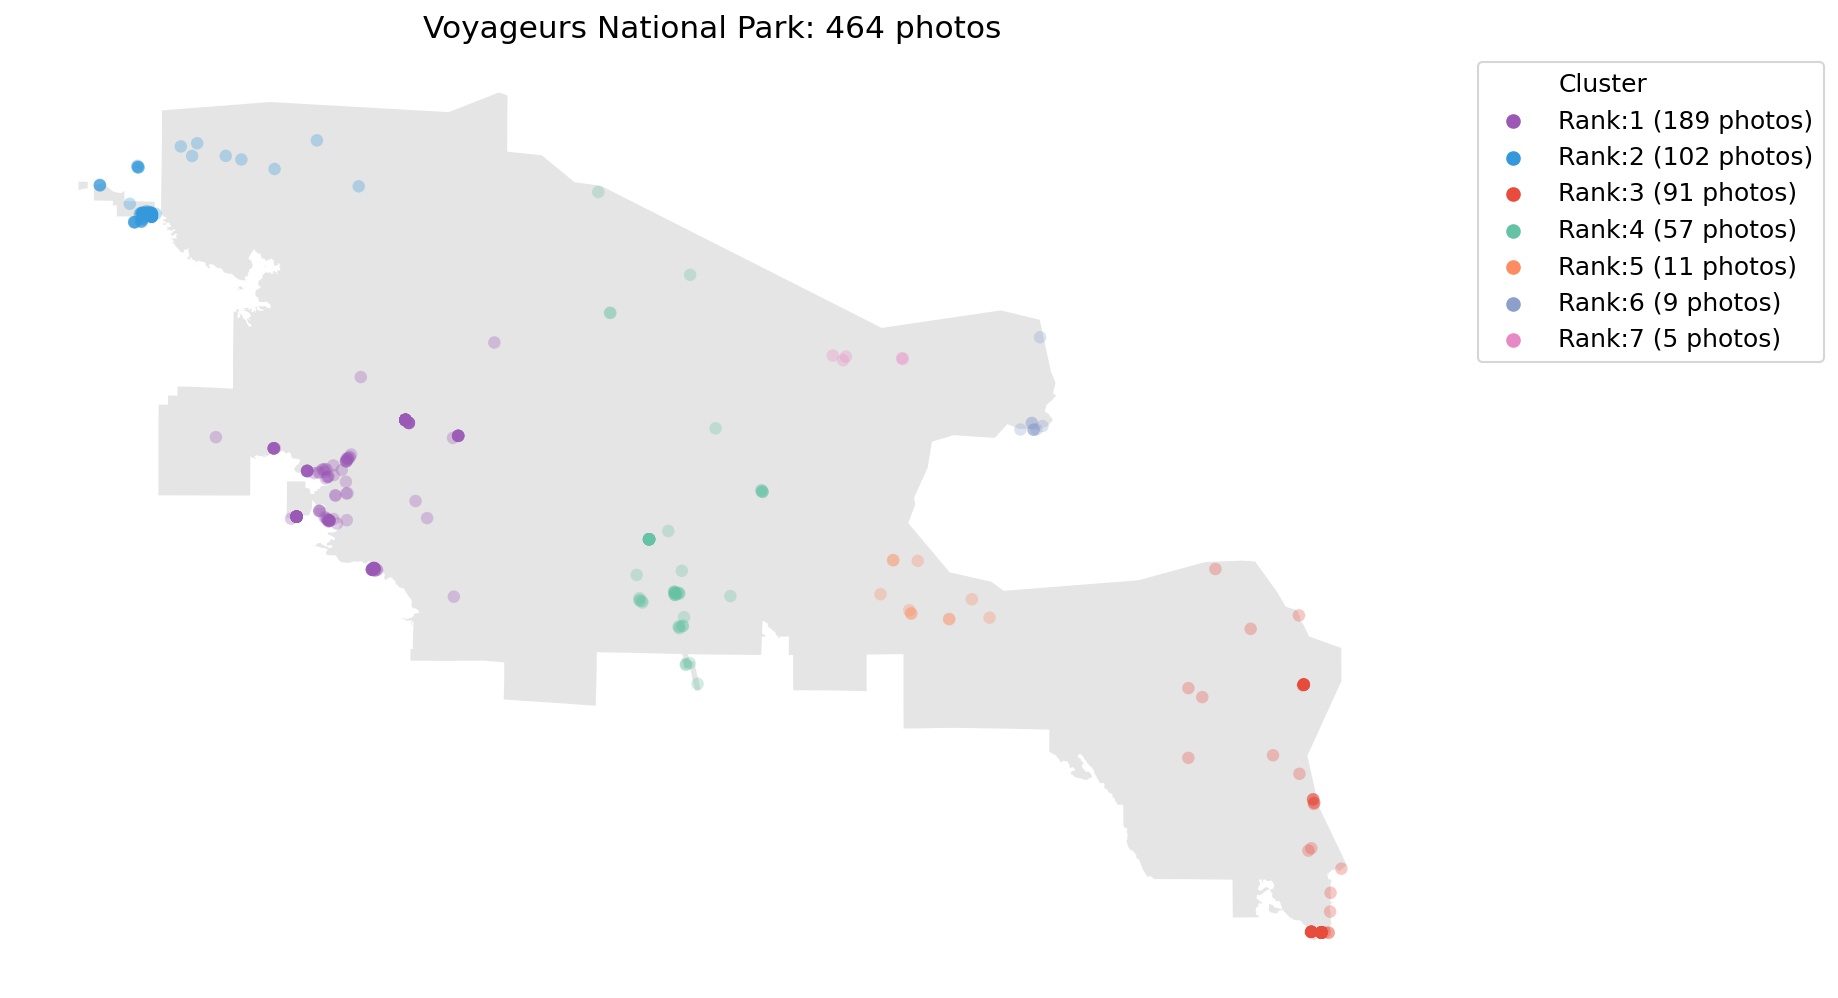 Voyageurs National Park: 464 photos
Cluster
Rank:1 (189 photos)
Rank:2 (102 photos)
Rank:3 (91 photos)
Rank:4 (57 photos)
Rank:5 (11 photos)
Rank:6 (9 photos)
Rank:7 (5 photos)